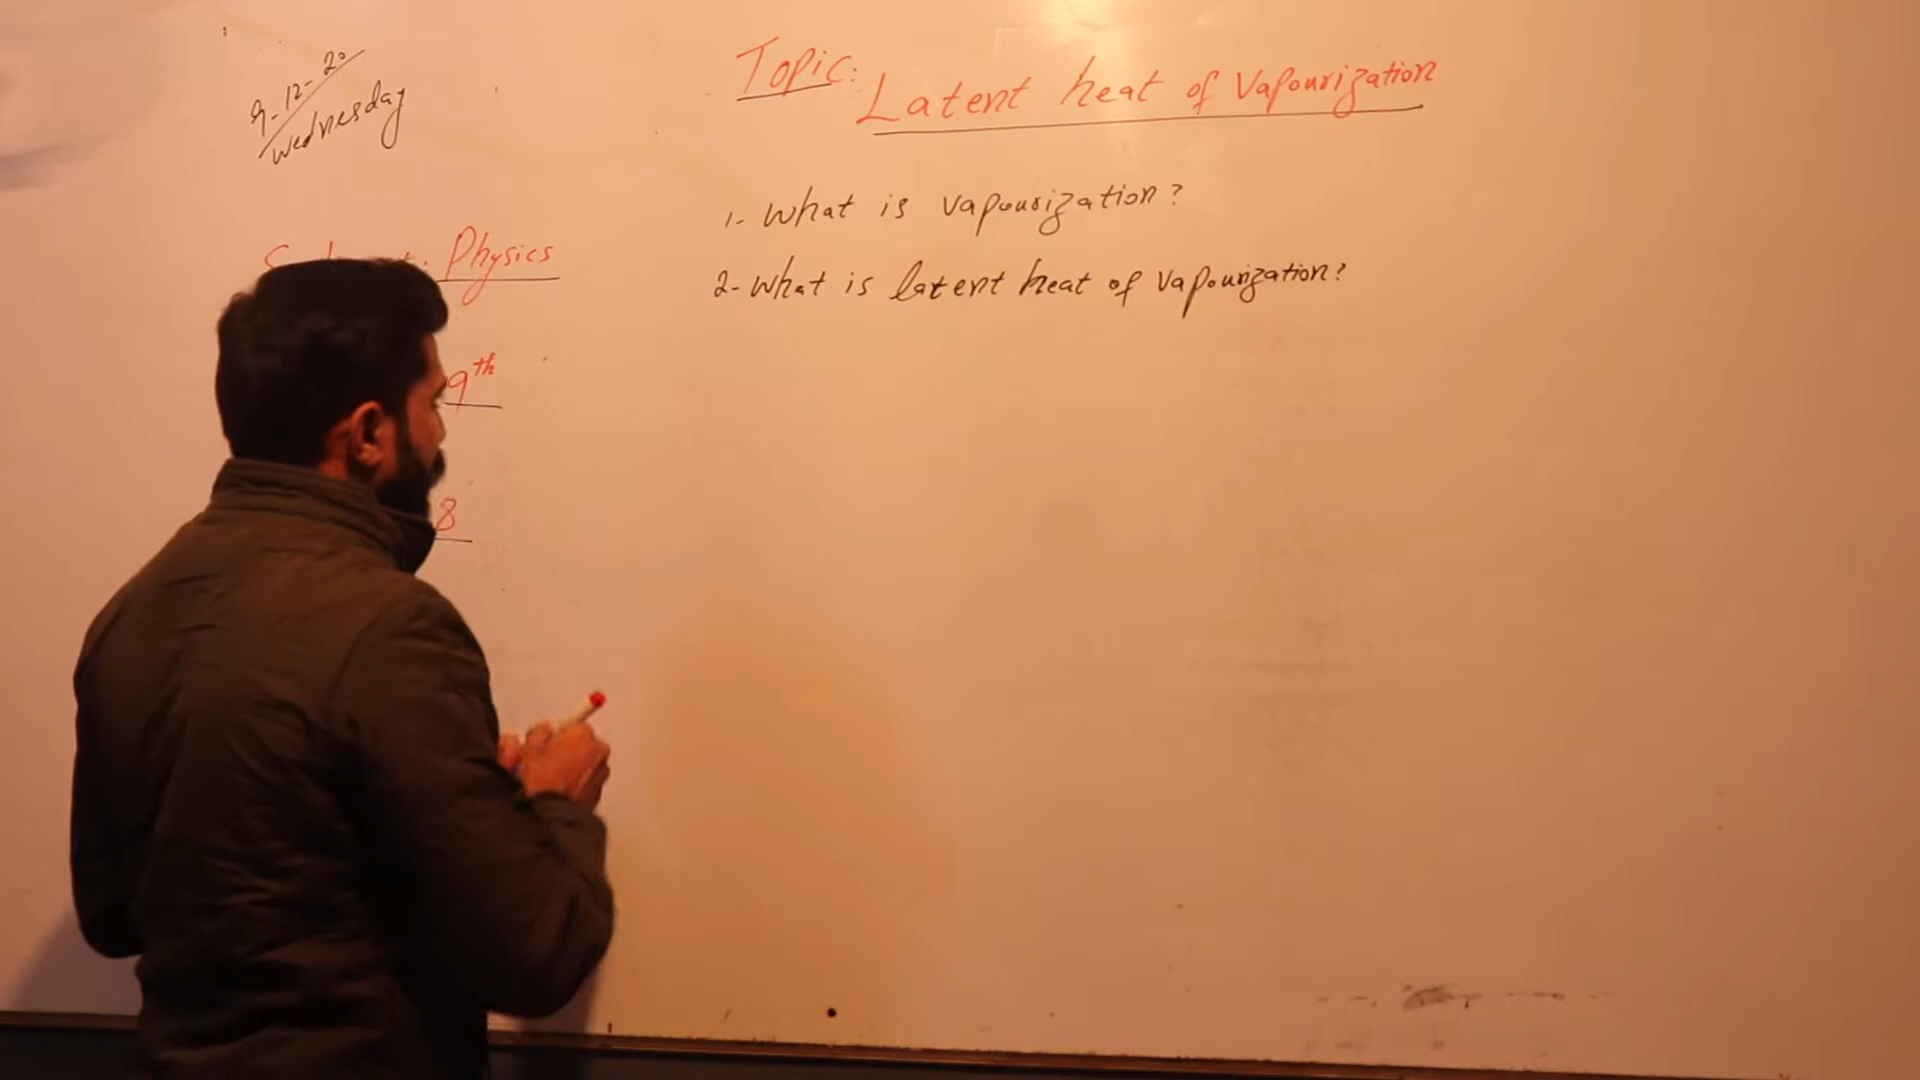 9-12-20
Wednesday
Topic: Latent heat of Vapourization
1- What is vapourization?
2- What is latent heat of vapourization?
Physics
9th
8